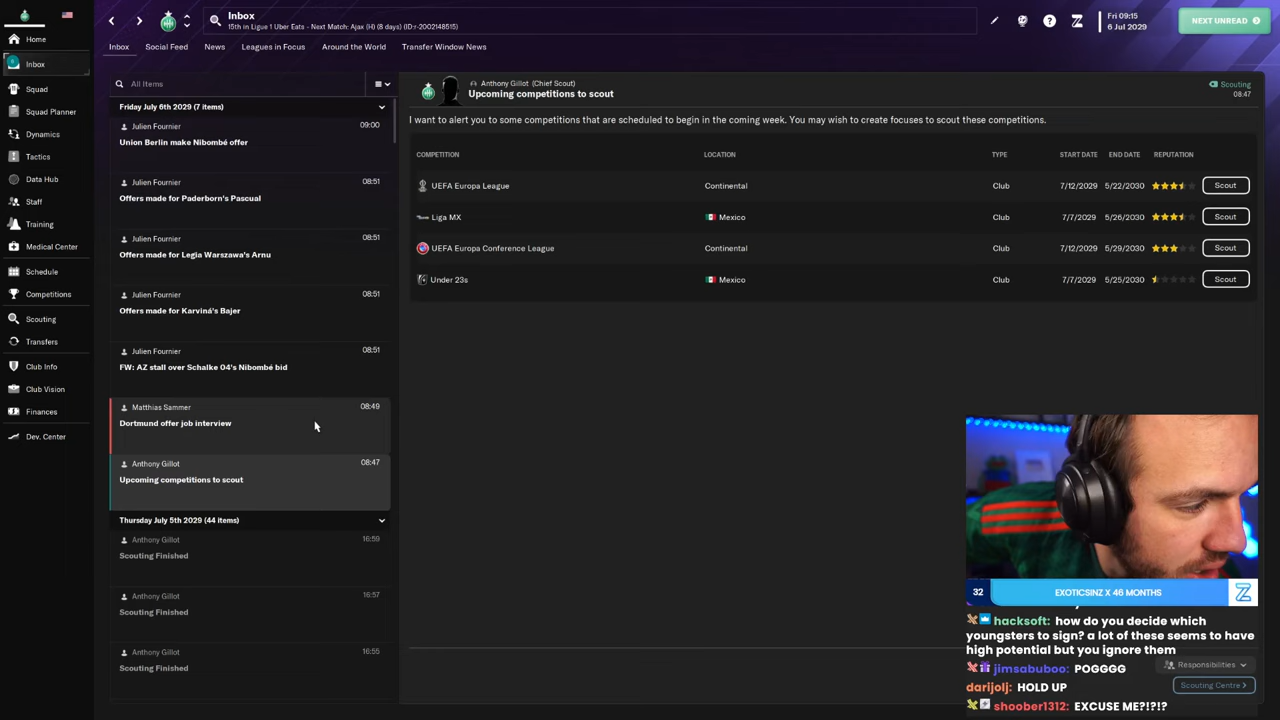 Inbox
15th in Ligue 1 Uber Eats - Next Match: Ajax (H) (8 days) (ID:r-2002148515)
Fri 09:15
6 Jul 2029
NEXT UNREAD
Home
Inbox
Squad
Squad Planner
Dynamics
Tactics
Data Hub
Staff
Training
Medical Center
Schedule
Competitions
Scouting
Transfers
Club Info
Club Vision
Finances
Dev. Center
Inbox Social Feed News Leagues in Focus Around the World Transfer Window News
All Items
Friday July 6th 2029 (7 items)
Julien Fournier 09:00
Union Berlin make Nibombé offer
Julien Fournier 08:51
Offers made for Paderborn's Pascual
Julien Fournier 08:51
Offers made for Legia Warszawa's Arnu
Julien Fournier 08:51
Offers made for Karviná's Bajer
Julien Fournier 08:51
FW: AZ stall over Schalke 04's Nibombé bid
Matthias Sammer 08:49
Dortmund offer job interview
Anthony Gillot 08:47
Upcoming competitions to scout
Thursday July 5th 2029 (44 items)
Anthony Gillot 16:59
Scouting Finished
Anthony Gillot 16:57
Scouting Finished
Anthony Gillot 16:55
Scouting Finished
Anthony Gillot (Chief Scout)
Upcoming competitions to scout
Scouting
08:47
I want to alert you to some competitions that are scheduled to begin in the coming week. You may wish to create focuses to scout these competitions.
COMPETITION LOCATION TYPE START DATE END DATE REPUTATION
UEFA Europa League Continental Club 7/12/2029 5/22/2030 Scout
Liga MX Mexico Club 7/7/2029 5/26/2030 Scout
UEFA Europa Conference League Continental Club 7/12/2029 5/29/2030 Scout
Under 23s Mexico Club 7/7/2029 5/25/2030 Scout
32 EXOTICSINZ X 46 MONTHS
hacksoft: how do you decide which
youngsters to sign? a lot of these seems to have
high potential but you ignore them
jimsabuboo: POGGGG
darijolj: HOLD UP
shoober1312: EXCUSE ME?!?!?
Responsibilities
Scouting Centre >